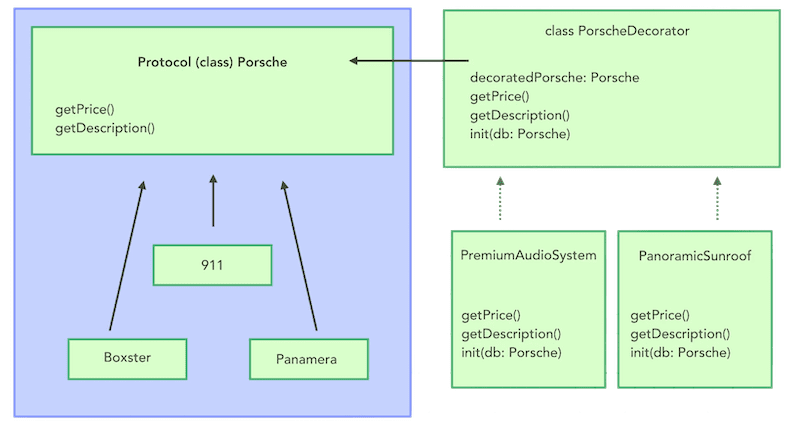 Protocol (class) Porsche
getPrice()
getDescription()
911
Boxster
Panamera
class PorscheDecorator
decoratedPorsche: Porsche
getPrice()
getDescription()
init(db: Porsche)
PremiumAudioSystem
getPrice()
getDescription()
init(db: Porsche)
PanoramicSunroof
getPrice()
getDescription()
init(db: Porsche)